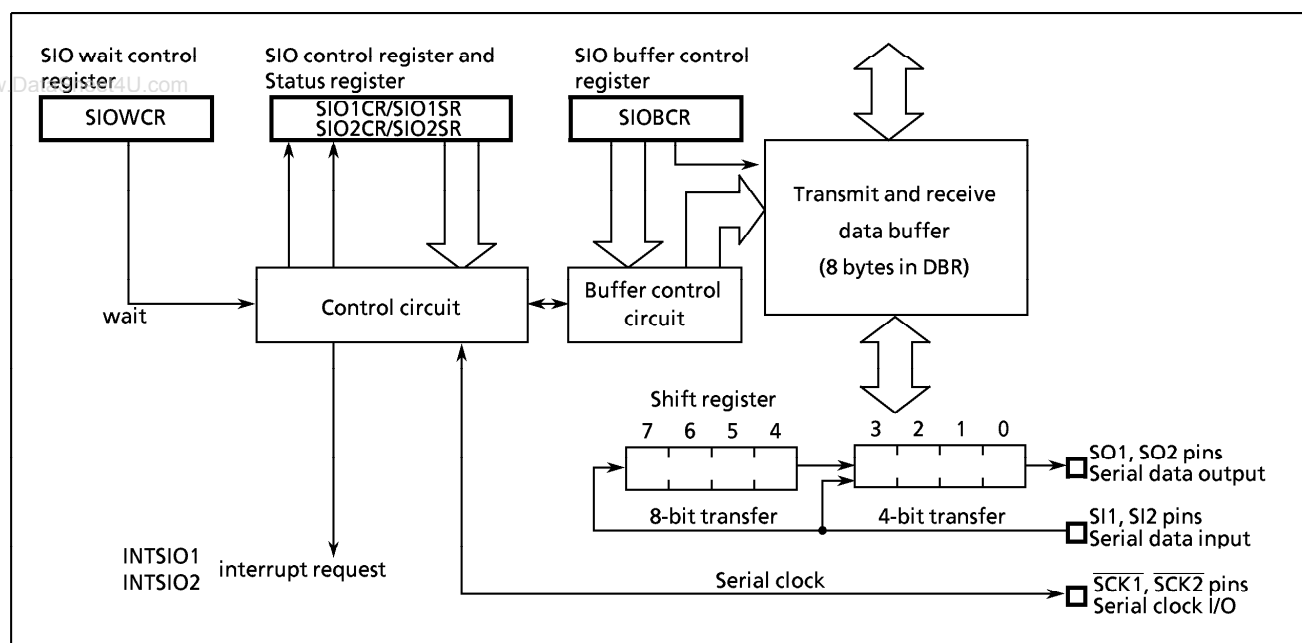 SIO wait control
register
w.DataSheet4U.com
SIOWCR
SIO control register and
Status register
SIO1CR/SIO1SR
SIO2CR/SIO2SR
SIO buffer control
register
SIOBCR
Transmit and receive
data buffer
(8 bytes in DBR)
wait
Control circuit
Buffer control
circuit
Shift register
7 6 5 4
3 2 1 0
SO1, SO2 pins
Serial data output
8-bit transfer
4-bit transfer
SI1, SI2 pins
Serial data input
INTSIO1
INTSIO2
interrupt request
Serial clock
SCK1, SCK2 pins
Serial clock I/O